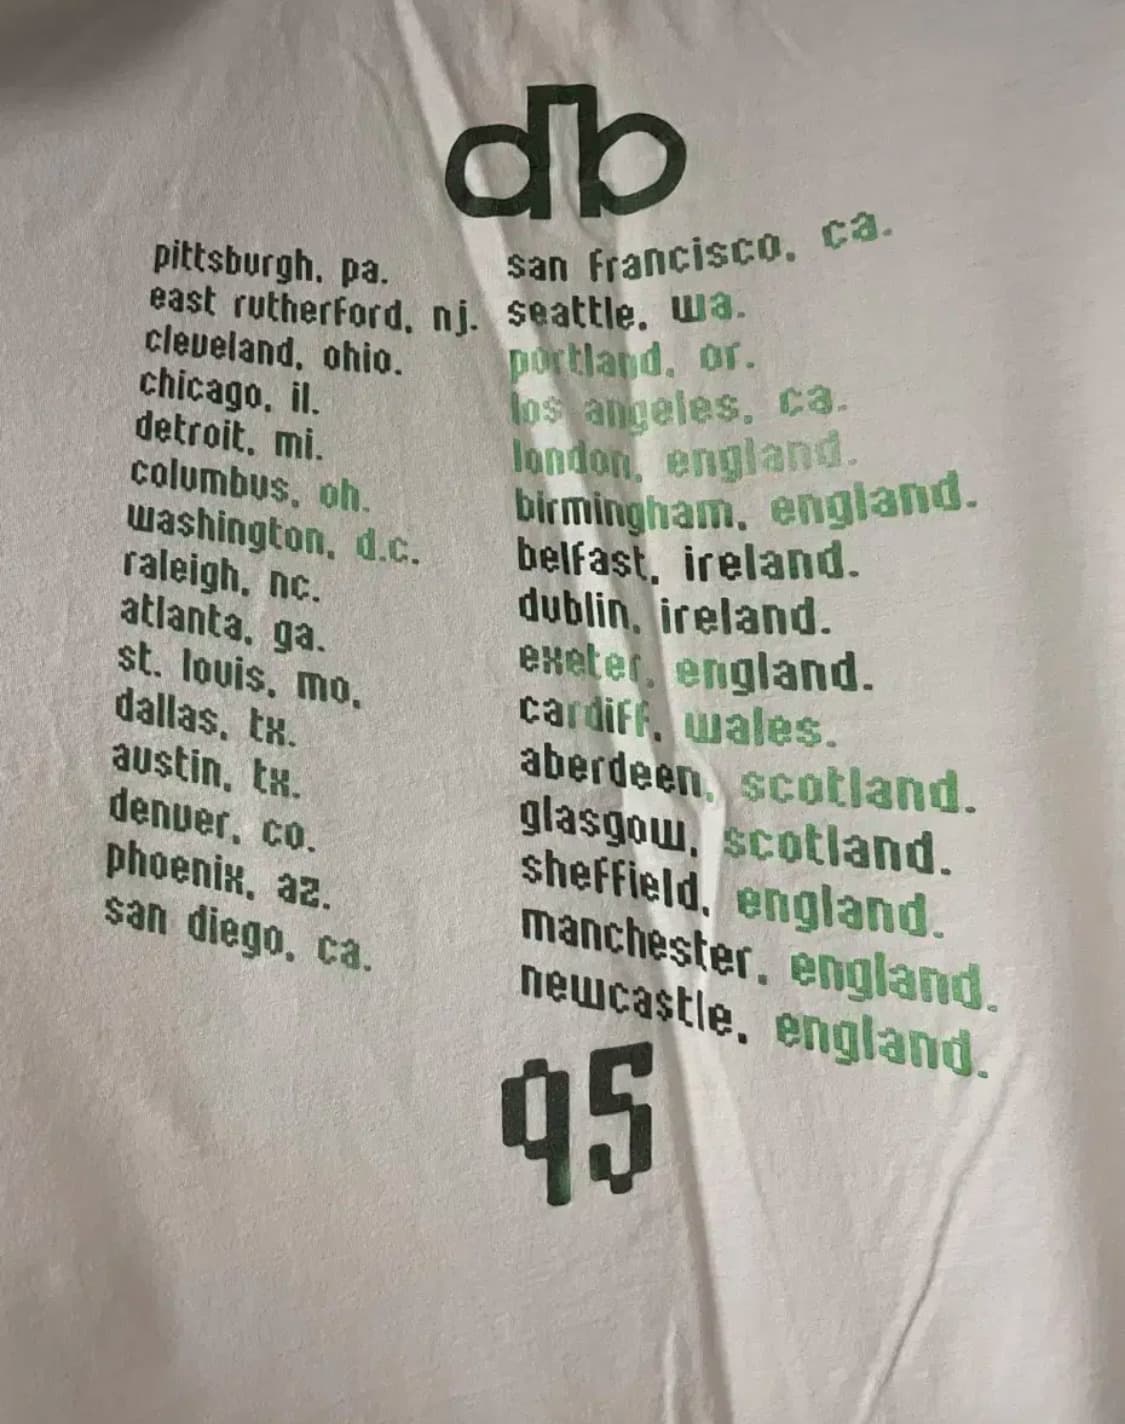 db
pittsburgh, pa.
east rutherford, nj.
cleveland, ohio.
chicago, il.
detroit, mi.
columbus, oh.
washington, d.c.
raleigh, nc.
atlanta, ga.
st. louis, mo.
dallas, tx.
austin, tx.
denver, co.
phoenix, az.
san diego, ca.
san francisco, ca.
seattle, wa.
portland, or.
los angeles, ca.
london, england.
birmingham, england.
belfast, ireland.
dublin, ireland.
exeter, england.
cardiff, wales.
aberdeen, scotland.
glasgow, scotland.
sheffield, england.
manchester, england.
newcastle, england.
95